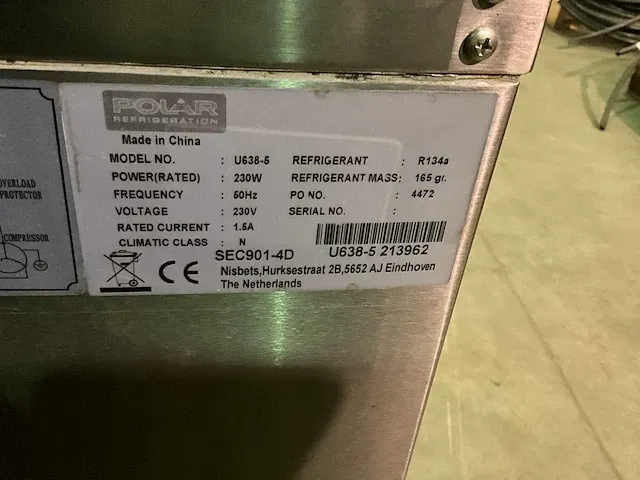 POLAR
REFRIGERATION
Made in China
MODEL NO. : U638-5 REFRIGERANT : R134a
POWER(RATED) : 230W REFRIGERANT MASS: 165 gr.
FREQUENCY : 50Hz PO NO. : 4472
VOLTAGE : 230V SERIAL NO. :
RATED CURRENT : 1.5A
CLIMATIC CLASS : N
SEC901-4D U638-5 213962
CE
Nisbets,Hurksestraat 2B,5652 AJ Eindhoven
The Netherlands
OVERLOAD
PROTECTOR
COMPRESSOR